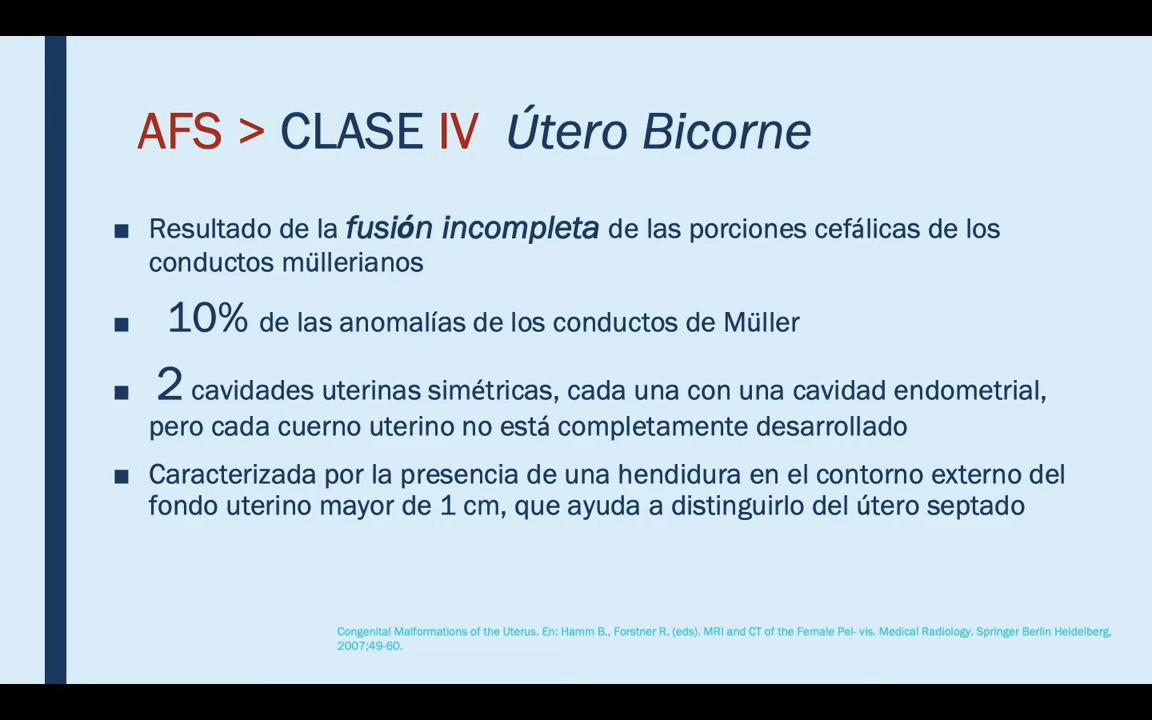 AFS > CLASE IV Útero Bicorne
■ Resultado de la fusión incompleta de las porciones cefálicas de los
conductos müllerianos
■ 10% de las anomalías de los conductos de Müller
■ 2 cavidades uterinas simétricas, cada una con una cavidad endometrial,
pero cada cuerno uterino no está completamente desarrollado
■ Caracterizada por la presencia de una hendidura en el contorno externo del
fondo uterino mayor de 1 cm, que ayuda a distinguirlo del útero septado
Congenital Malformations of the Uterus. En: Hamm B., Forstner R. (eds). MRI and CT of the Female Pel- vis. Medical Radiology. Springer Berlin Heidelberg,
2007;49-60.